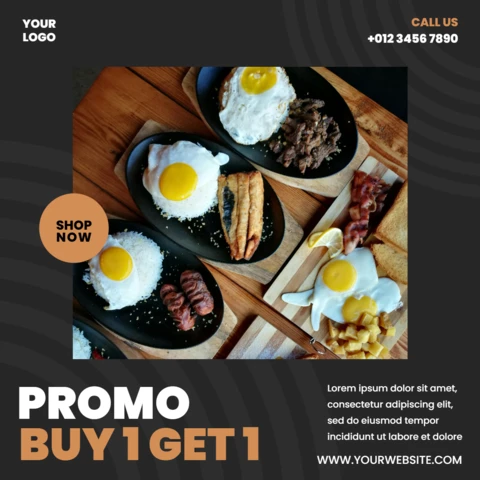 YOUR
LOGO
CALL US
+012 3456 7890
SHOP
NOW
PROMO
BUY 1 GET 1
Lorem ipsum dolor sit amet,
consectetur adipiscing elit,
sed do eiusmod tempor
incididunt ut labore et dolore
WWW.YOURWEBSITE.COM